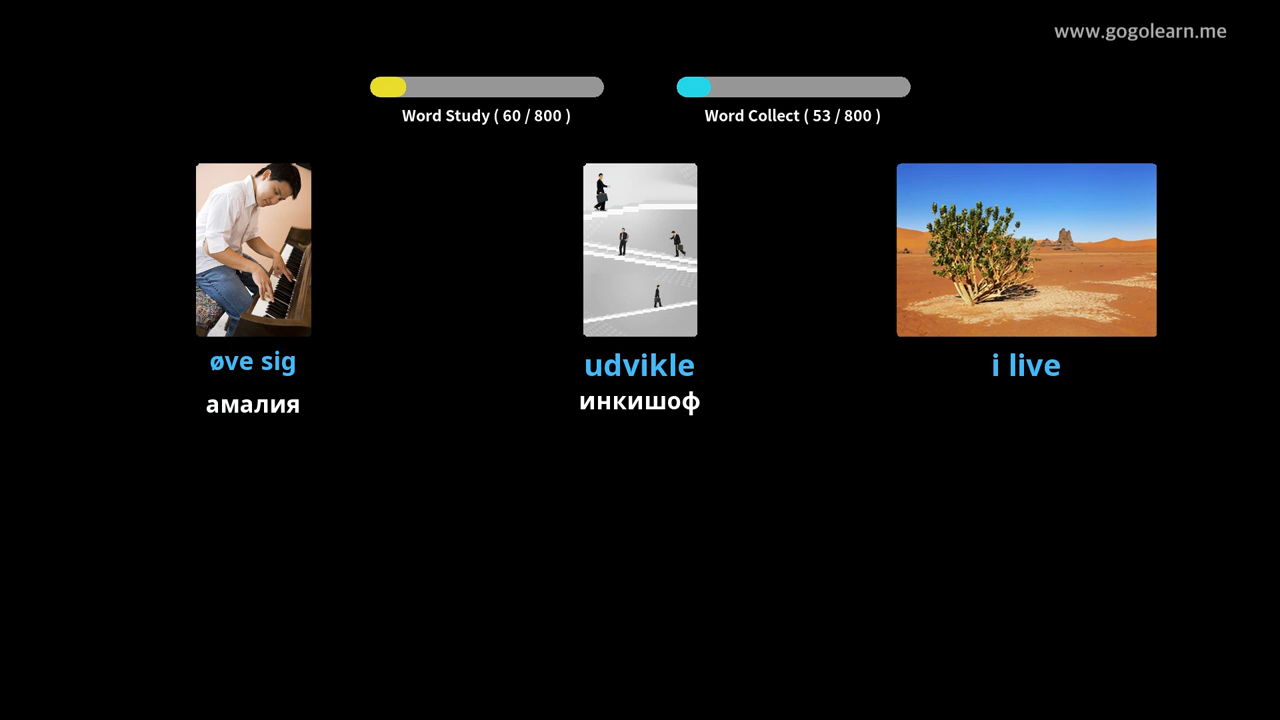 www.gogolearn.me
Word Study ( 60 / 800 )
Word Collect ( 53 / 800 )
øve sig
амалия
udvikle
инкишоф
i live